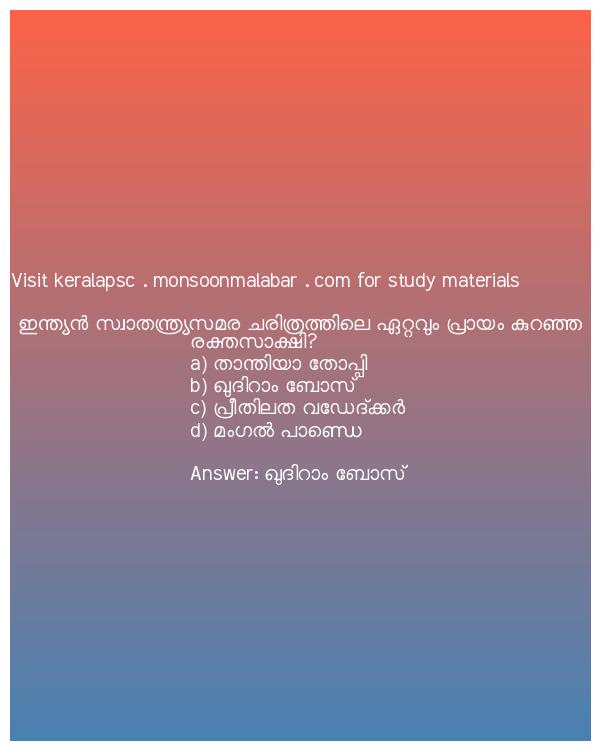 Visit keralapsc . monsoonmalabar . com for study materials
ഇന്ത്യൻ സ്വാതന്ത്ര്യസമര ചരിത്രത്തിലെ ഏറ്റവും പ്രായം കുറഞ്ഞ
രക്തസാക്ഷി?
a) താന്തിയാ തോപ്പി
b) ഖുദിറാം ബോസ്
c) പ്രീതിലത വഡേദ്ക്കർ
d) മംഗൽ പാണ്ഡെ
Answer: ഖുദിറാം ബോസ്